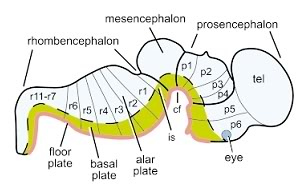 mesencephalon
prosencephalon
rhombencephalon
p1
p2
p3
p4
tel
r11-r7
r6
r5
r4
r3
r2
r1
cf
p5
p6
is
floor
plate
basal
plate
alar
plate
eye